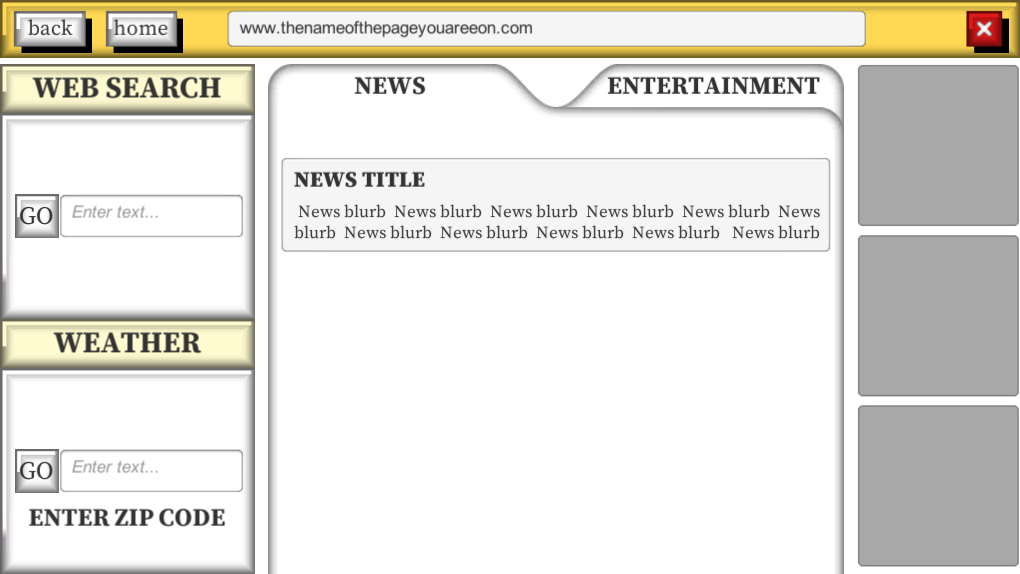 back
home
www.thenameofthepageyouareeon.com
WEB SEARCH
GO
Enter text...
WEATHER
GO
Enter text...
ENTER ZIP CODE
NEWS
ENTERTAINMENT
NEWS TITLE
News blurb News blurb News blurb News blurb News blurb News
blurb News blurb News blurb News blurb News blurb News blurb